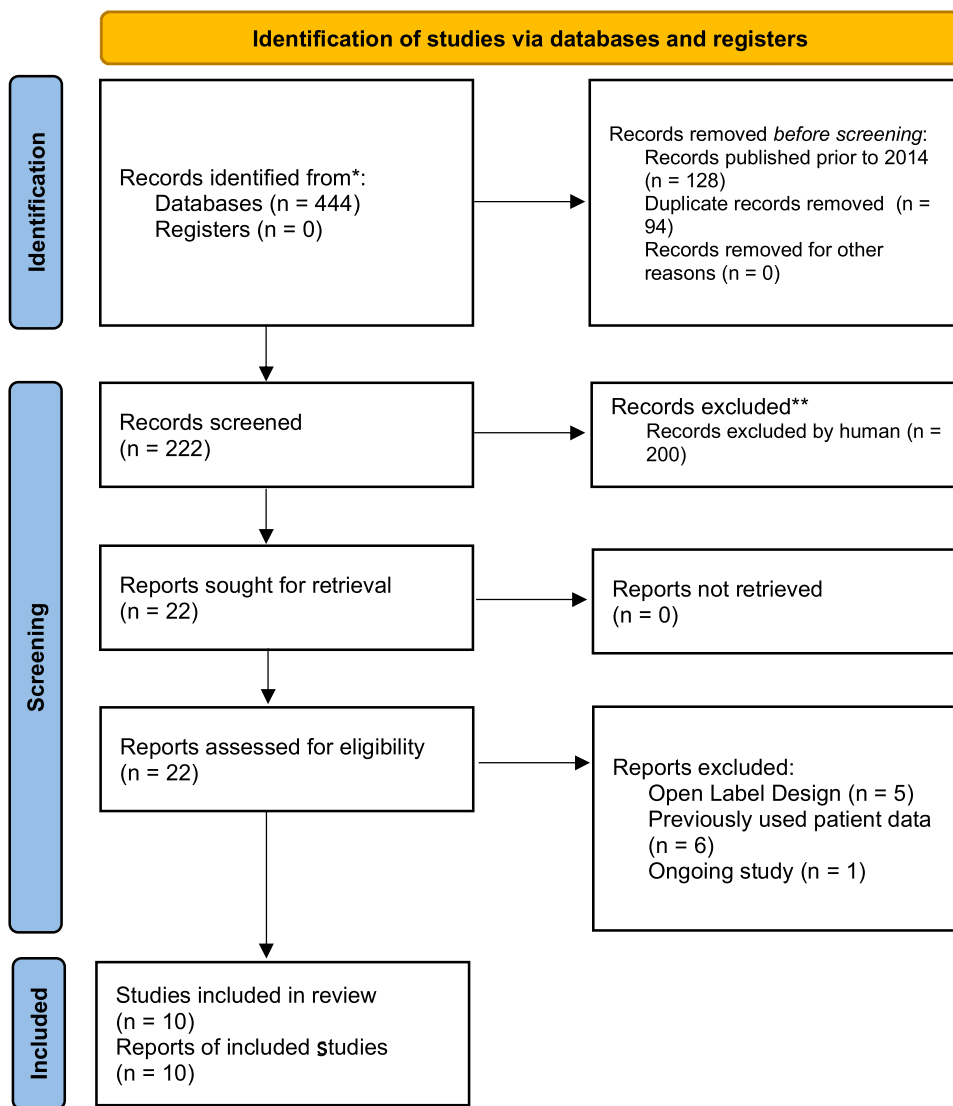 Identification of studies via databases and registers
Identification
Records identified from*:
Databases (n = 444)
Registers (n = 0)
Records removed before screening:
Records published prior to 2014
(n = 128)
Duplicate records removed (n =
94)
Records removed for other
reasons (n = 0)
Screening
Records screened
(n = 222)
Records excluded**
Records excluded by human (n =
200)
Reports sought for retrieval
(n = 22)
Reports not retrieved
(n = 0)
Reports assessed for eligibility
(n = 22)
Reports excluded:
Open Label Design (n = 5)
Previously used patient data
(n = 6)
Ongoing study (n = 1)
Included
Studies included in review
(n = 10)
Reports of included studies
(n = 10)